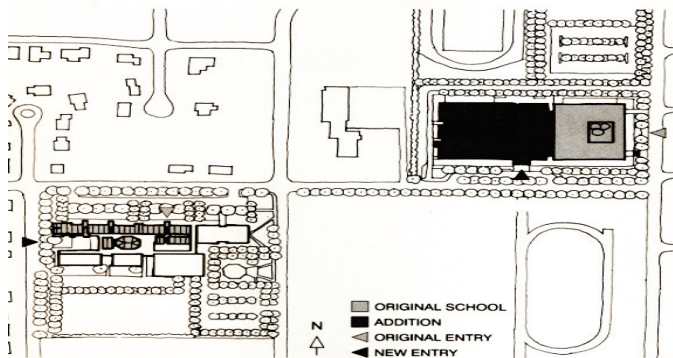 ORIGINAL SCHOOL
ADDITION
ORIGINAL ENTRY
N
NEW ENTRY